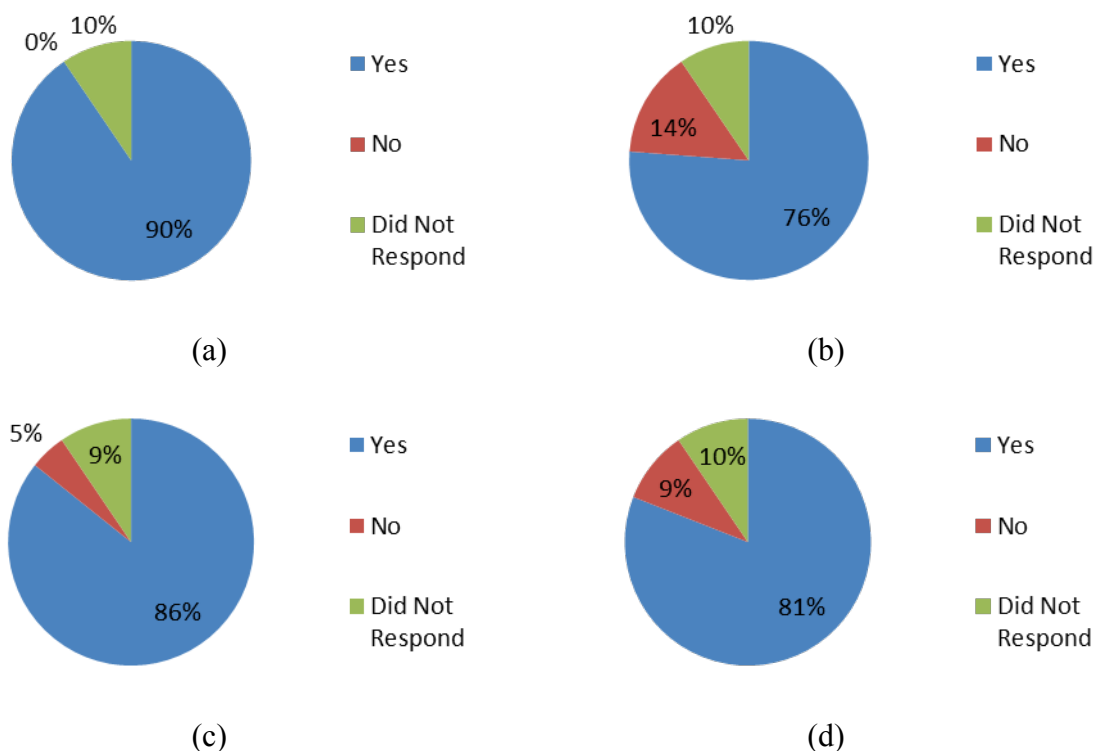 10%
0%
90%
Yes
No
Did Not
Respond
(a)
10%
14%
76%
Yes
No
Did Not
Respond
(b)
5%
9%
86%
Yes
No
Did Not
Respond
(c)
10%
9%
81%
Yes
No
Did Not
Respond
(d)